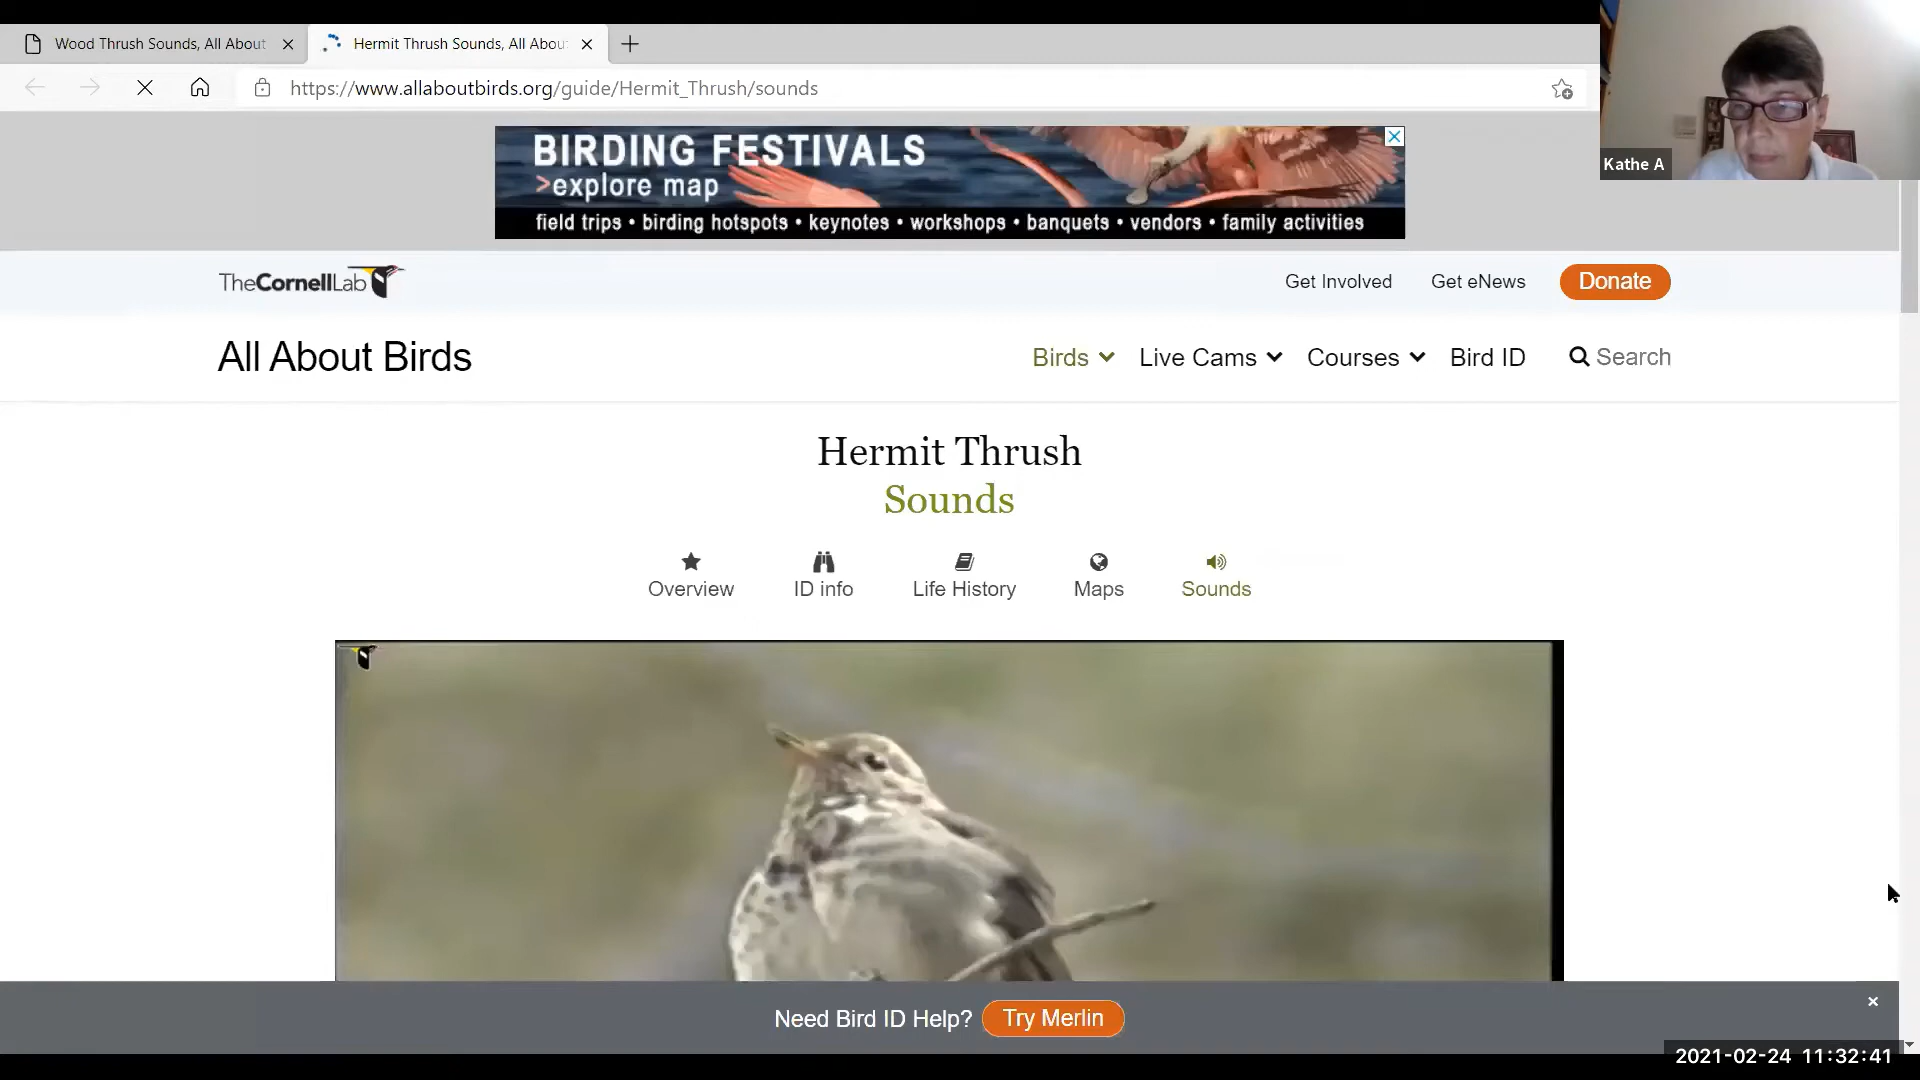 Wood Thrush Sounds, All About
Hermit Thrush Sounds, All Abou
https://www.allaboutbirds.org/guide/Hermit_Thrush/sounds
Kathe A
BIRDING FESTIVALS
>explore map
field trips • birding hotspots • keynotes • workshops • banquets • vendors • family activities
TheCornellLab
Get Involved
Get eNews
Donate
All About Birds
Birds
Live Cams
Courses
Bird ID
Search
Hermit Thrush
Sounds
Overview
ID info
Life History
Maps
Sounds
Need Bird ID Help?
Try Merlin
2021-02-24 11:32:41